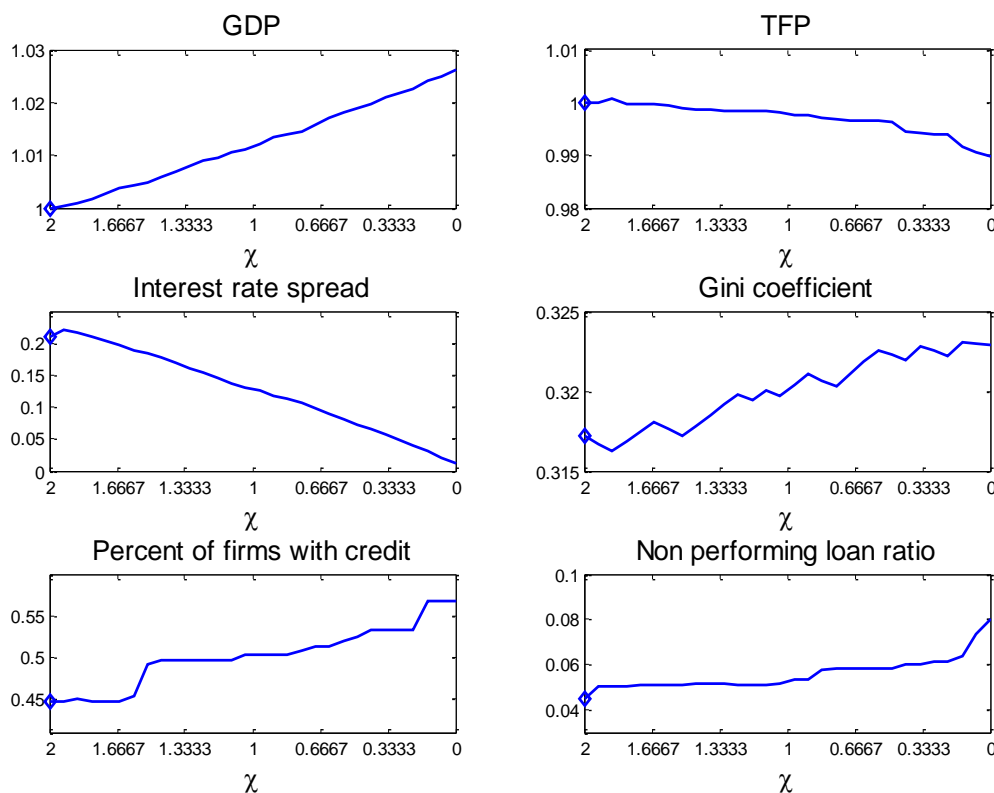 GDP
1.03
1.02
1.01
1
2 1.6667 1.3333 1 0.6667 0.3333 0
χ
TFP
1.01
1
0.99
0.98
2 1.6667 1.3333 1 0.6667 0.3333 0
χ
Interest rate spread
0.2
0.15
0.1
0.05
0
2 1.6667 1.3333 1 0.6667 0.3333 0
χ
Gini coefficient
0.325
0.32
0.315
2 1.6667 1.3333 1 0.6667 0.3333 0
χ
Percent of firms with credit
0.55
0.5
0.45
2 1.6667 1.3333 1 0.6667 0.3333 0
χ
Non performing loan ratio
0.1
0.08
0.06
0.04
2 1.6667 1.3333 1 0.6667 0.3333 0
χ